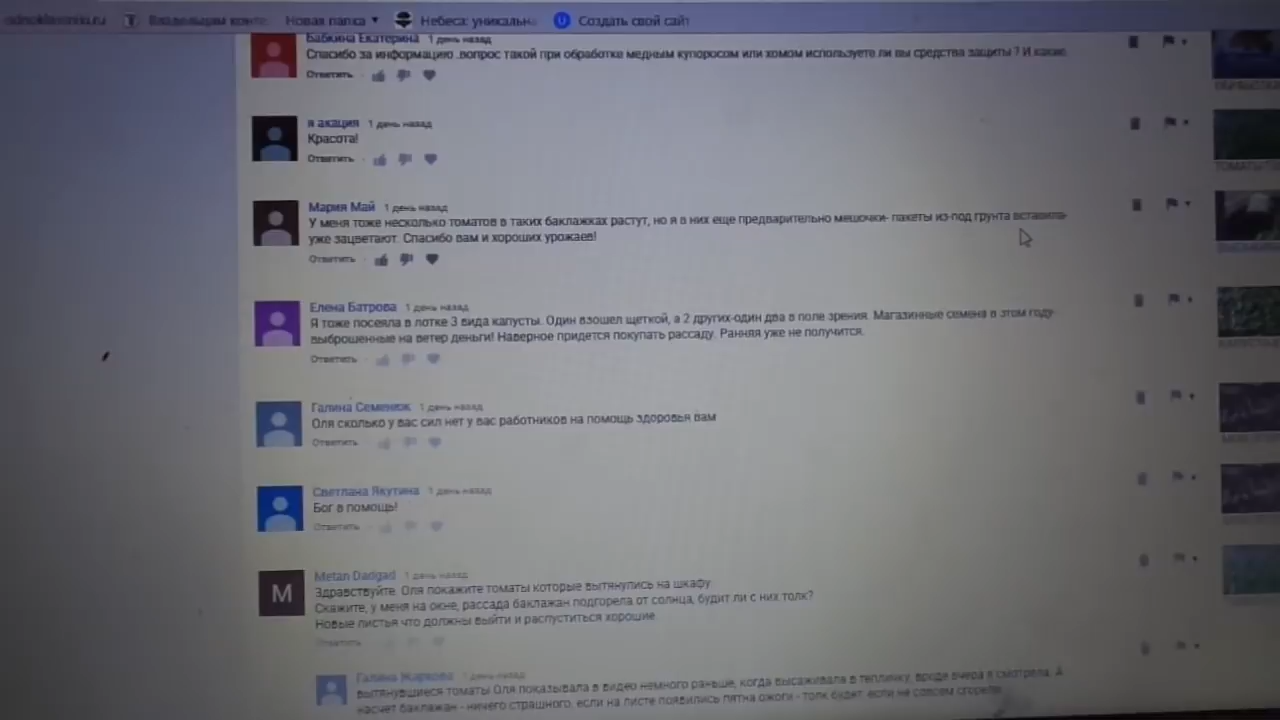 odnoklassniki.ru Владельцам конте Новая папка Небеса: уникальн Создать свой сайт
Бабкина Екатерина 1 день назад
Спасибо за информацию .вопрос такой при обработке медным купоросом или хомом используете ли вы средства защиты ? И какие
Ответить
я акация 1 день назад
Красота!
Ответить
Мария Май 1 день назад
У меня тоже несколько томатов в таких баклажках растут, но я в них еще предварительно мешочки- пакеты из-под грунта вставила-
уже зацветают. Спасибо вам и хороших урожаев!
Ответить
Елена Батрова 1 день назад
Я тоже посеяла в лотке 3 вида капусты. Один взошел щеткой, а 2 других-один два в поле зрения. Магазинные семена в этом году-
выброшенные на ветер деньги! Наверное придется покупать рассаду. Ранняя уже не получится.
Ответить
Галина Семенюк 1 день назад
Оля сколько у вас сил нет у вас работников на помощь здоровья вам
Ответить
Светлана Якутина 1 день назад
Бог в помощь!
Ответить
M
Metan Dadgad 1 день назад
Здравствуйте. Оля покажите томаты которые вытянулись на шкафу.
Скажите, у меня на окне, рассада баклажан подгорела от солнца, будит ли с них толк?
Новые листья что должны выйти и распуститься хорошие
Ответить
Галина Жаркова 1 день назад
вытянувшиеся томаты Оля показывала в видео немного раньше, когда высаживала в тепличку, вроде вчера я смотрела. А
насчет баклажан - ничего страшного, если на листе появились пятна ожоги - толк будет. если не совсем сгорели